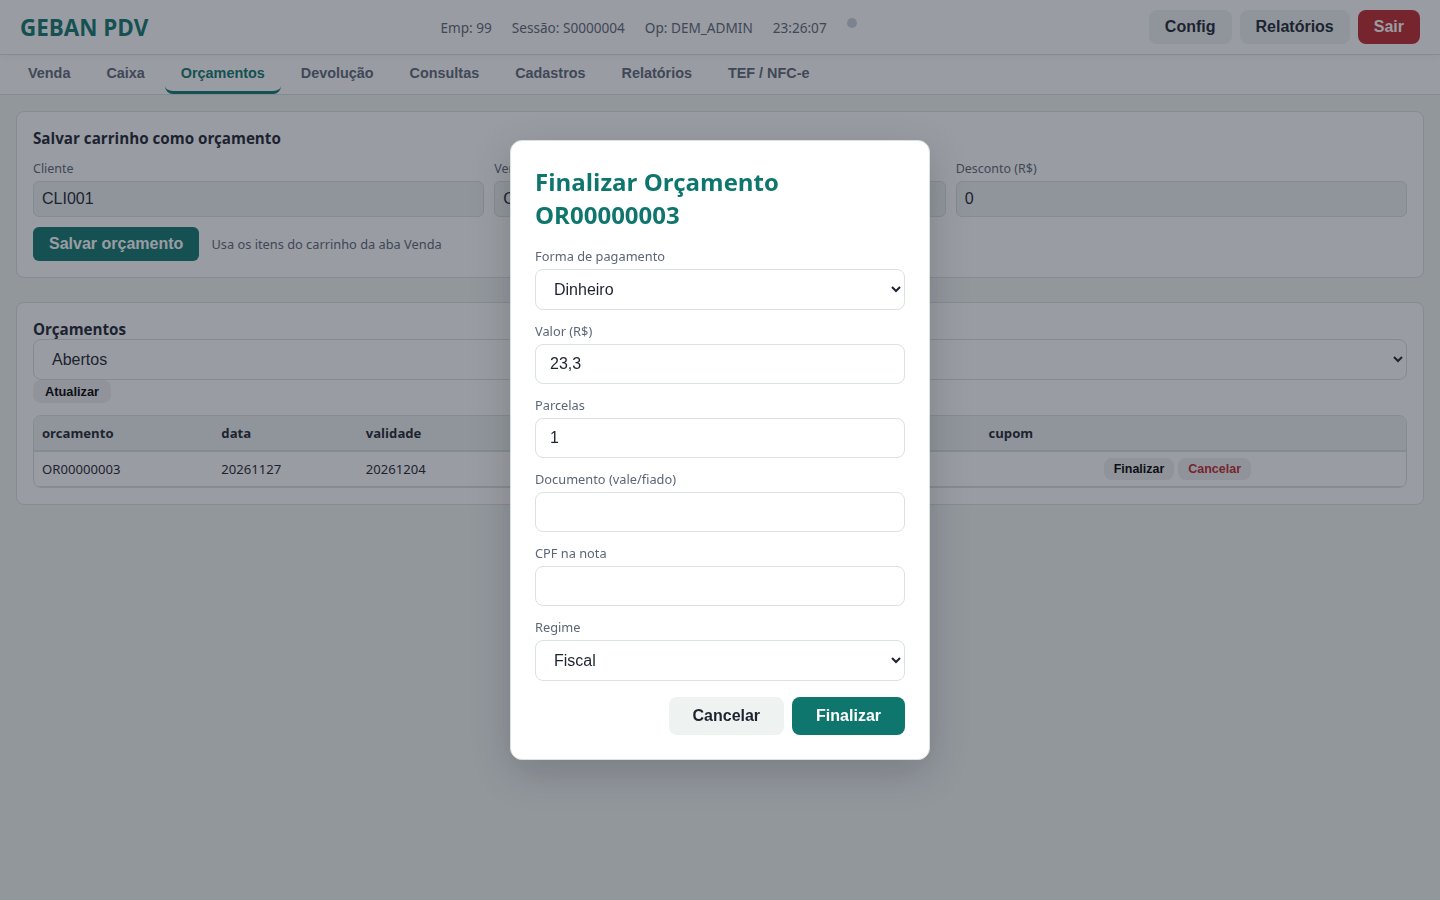 GEBAN PDV
Emp: 99 Sessão: S0000004 Op: DEM_ADMIN 23:26:07
Config Relatórios Sair
Venda Caixa Orçamentos Devolução Consultas Cadastros Relatórios TEF / NFC-e
Salvar carrinho como orçamento
Cliente
Desconto (R$)
CLI001
0
Salvar orçamento Usa os itens do carrinho da aba Venda
Orçamentos
Abertos
Atualizar
orcamento data validade cupom
OR00000003 20261127 20261204 Finalizar Cancelar
Finalizar Orçamento
OR00000003
Forma de pagamento
Dinheiro
Valor (R$)
23,3
Parcelas
1
Documento (vale/fiado)
CPF na nota
Regime
Fiscal
Cancelar Finalizar